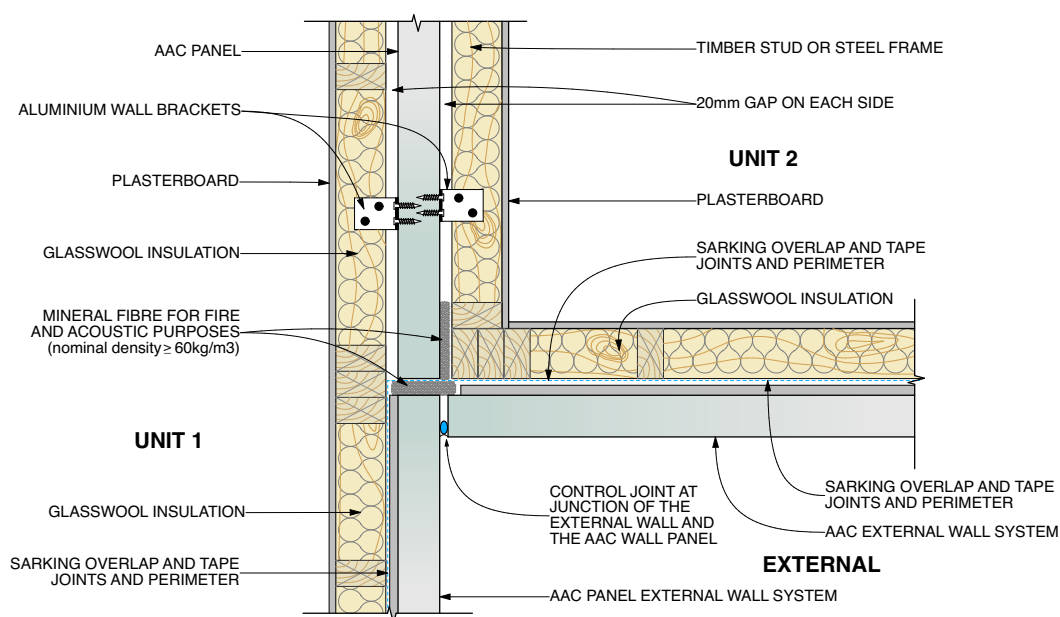 AAC PANEL
TIMBER STUD OR STEEL FRAME
ALUMINIUM WALL BRACKETS
20mm GAP ON EACH SIDE
UNIT 2
PLASTERBOARD
PLASTERBOARD
GLASSWOOL INSULATION
SARKING OVERLAP AND TAPE
JOINTS AND PERIMETER
GLASSWOOL INSULATION
MINERAL FIBRE FOR FIRE
AND ACOUSTIC PURPOSES
(nominal density ≥ 60kg/m3)
UNIT 1
GLASSWOOL INSULATION
CONTROL JOINT AT
JUNCTION OF THE
EXTERNAL WALL AND
THE AAC WALL PANEL
SARKING OVERLAP AND TAPE
JOINTS AND PERIMETER
AAC EXTERNAL WALL SYSTEM
EXTERNAL
SARKING OVERLAP AND TAPE
JOINTS AND PERIMETER
AAC PANEL EXTERNAL WALL SYSTEM